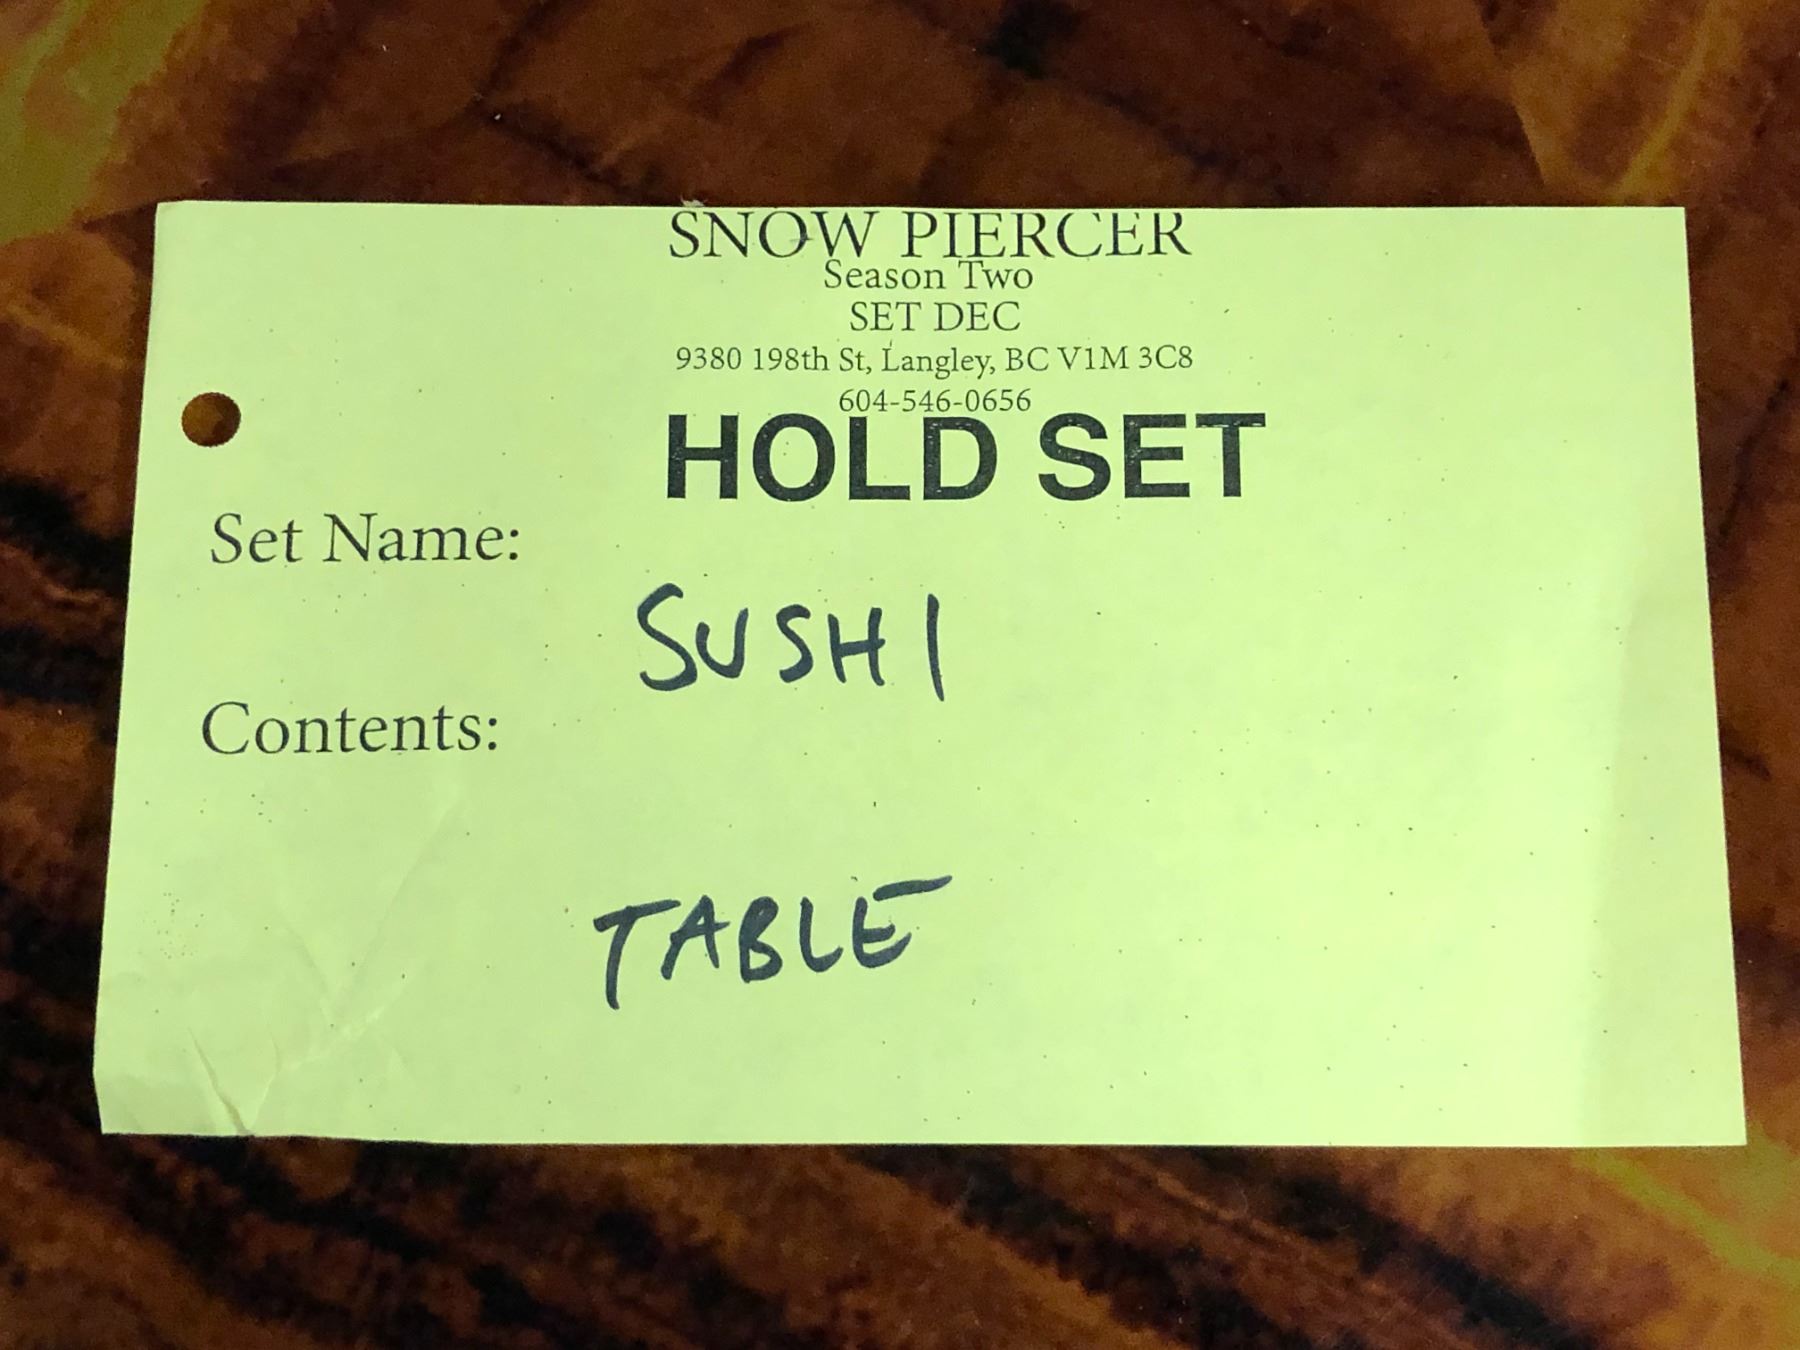 SNOW PIERCER
Season Two
SET DEC
9380 198th St, Langley, BC V1M 3C8
604-546-0656
HOLD SET
Set Name:
SUSHI
Contents:
TABLE